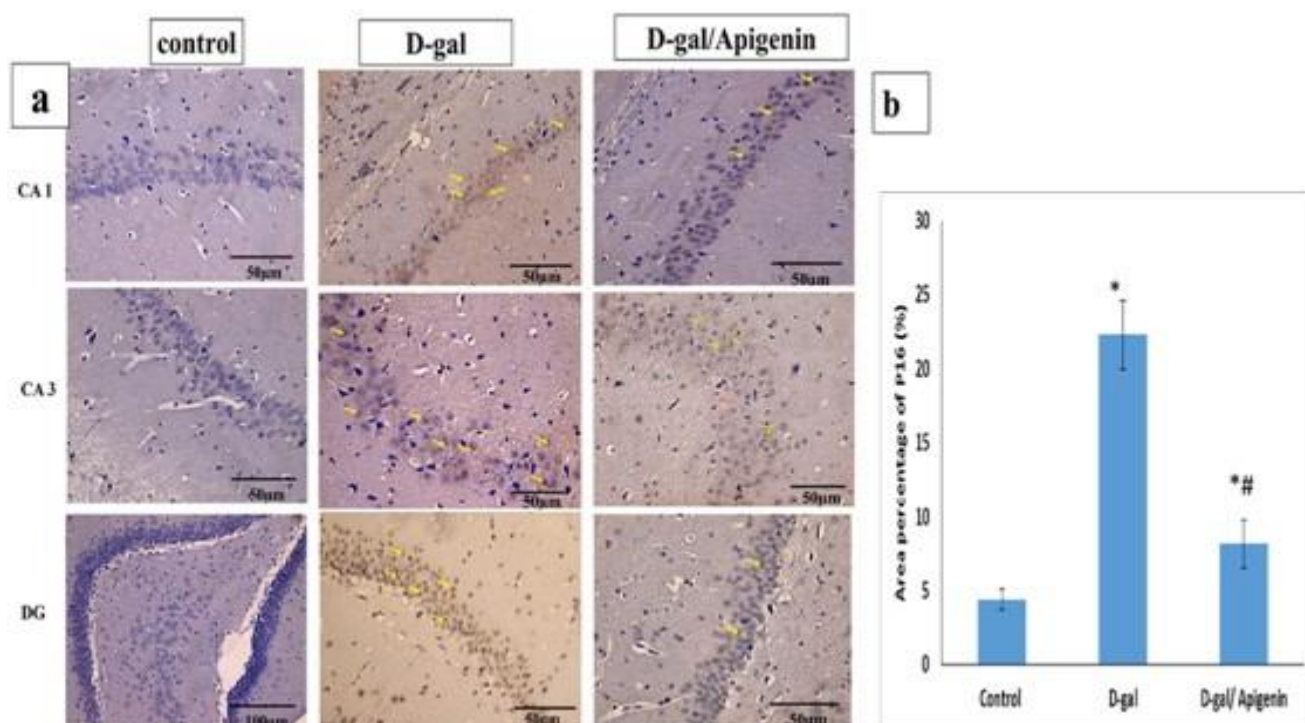 control
D-gal
D-gal/Apigenin
a
b
CA 1
50µm
50µm
50µm
CA 3
50µm
50µm
50µm
DG
100µm
50µm
50µm
Area percentage of P16 (%)
30
25
20
15
10
5
0
*
*#
Control
D-gal
D-gal/ Apigenin